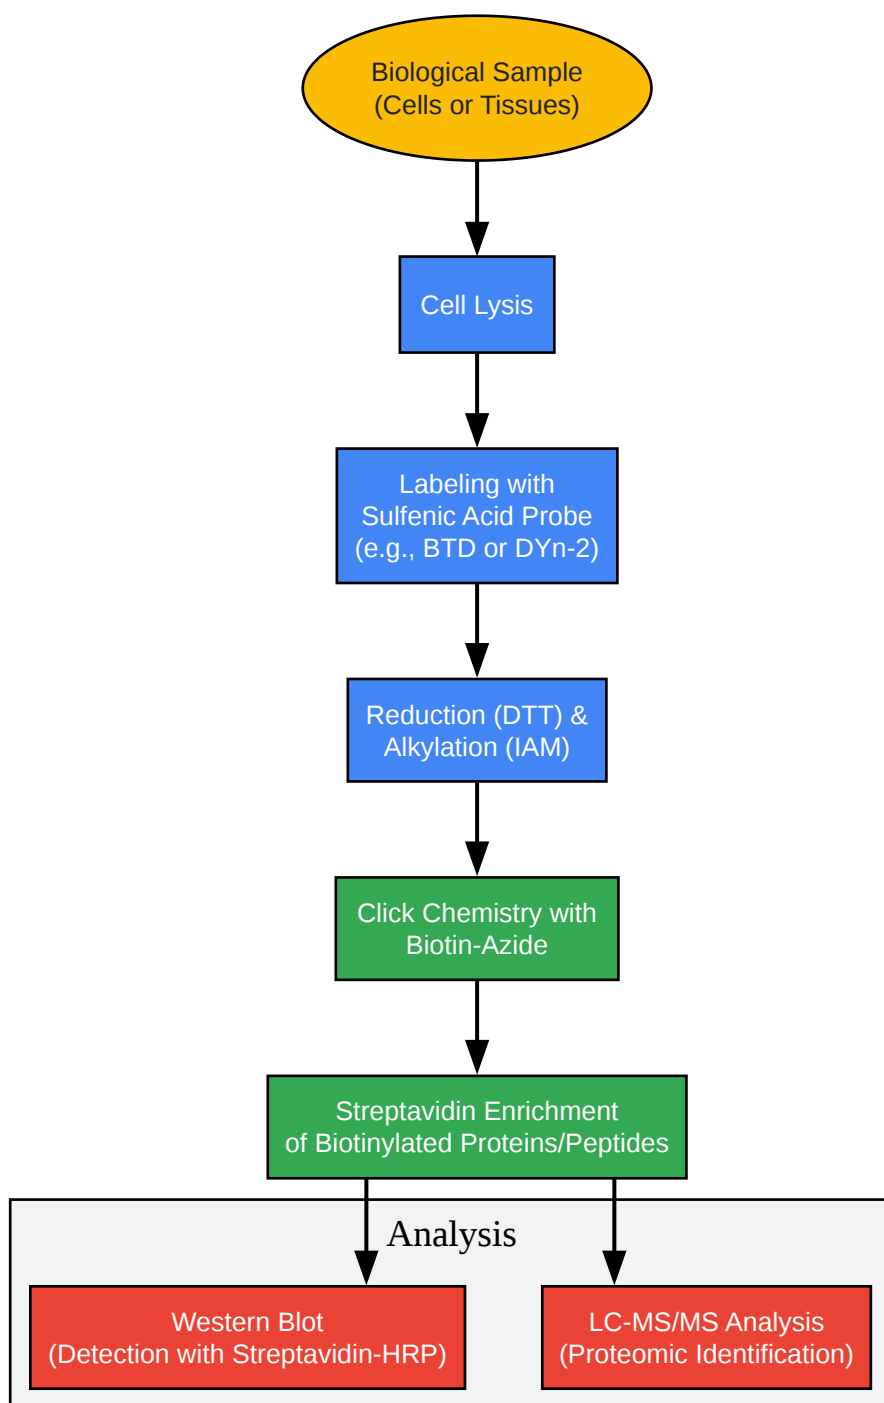 Biological Sample
(Cells or Tissues)
Cell Lysis
Labeling with
Sulfenic Acid Probe
(e.g., BTD or DYn-2)
Reduction (DTT) &
Alkylation (IAM)
Click Chemistry with
Biotin-Azide
Streptavidin Enrichment
of Biotinylated Proteins/Peptides
Analysis
Western Blot
(Detection with Streptavidin-HRP)
LC-MS/MS Analysis
(Proteomic Identification)